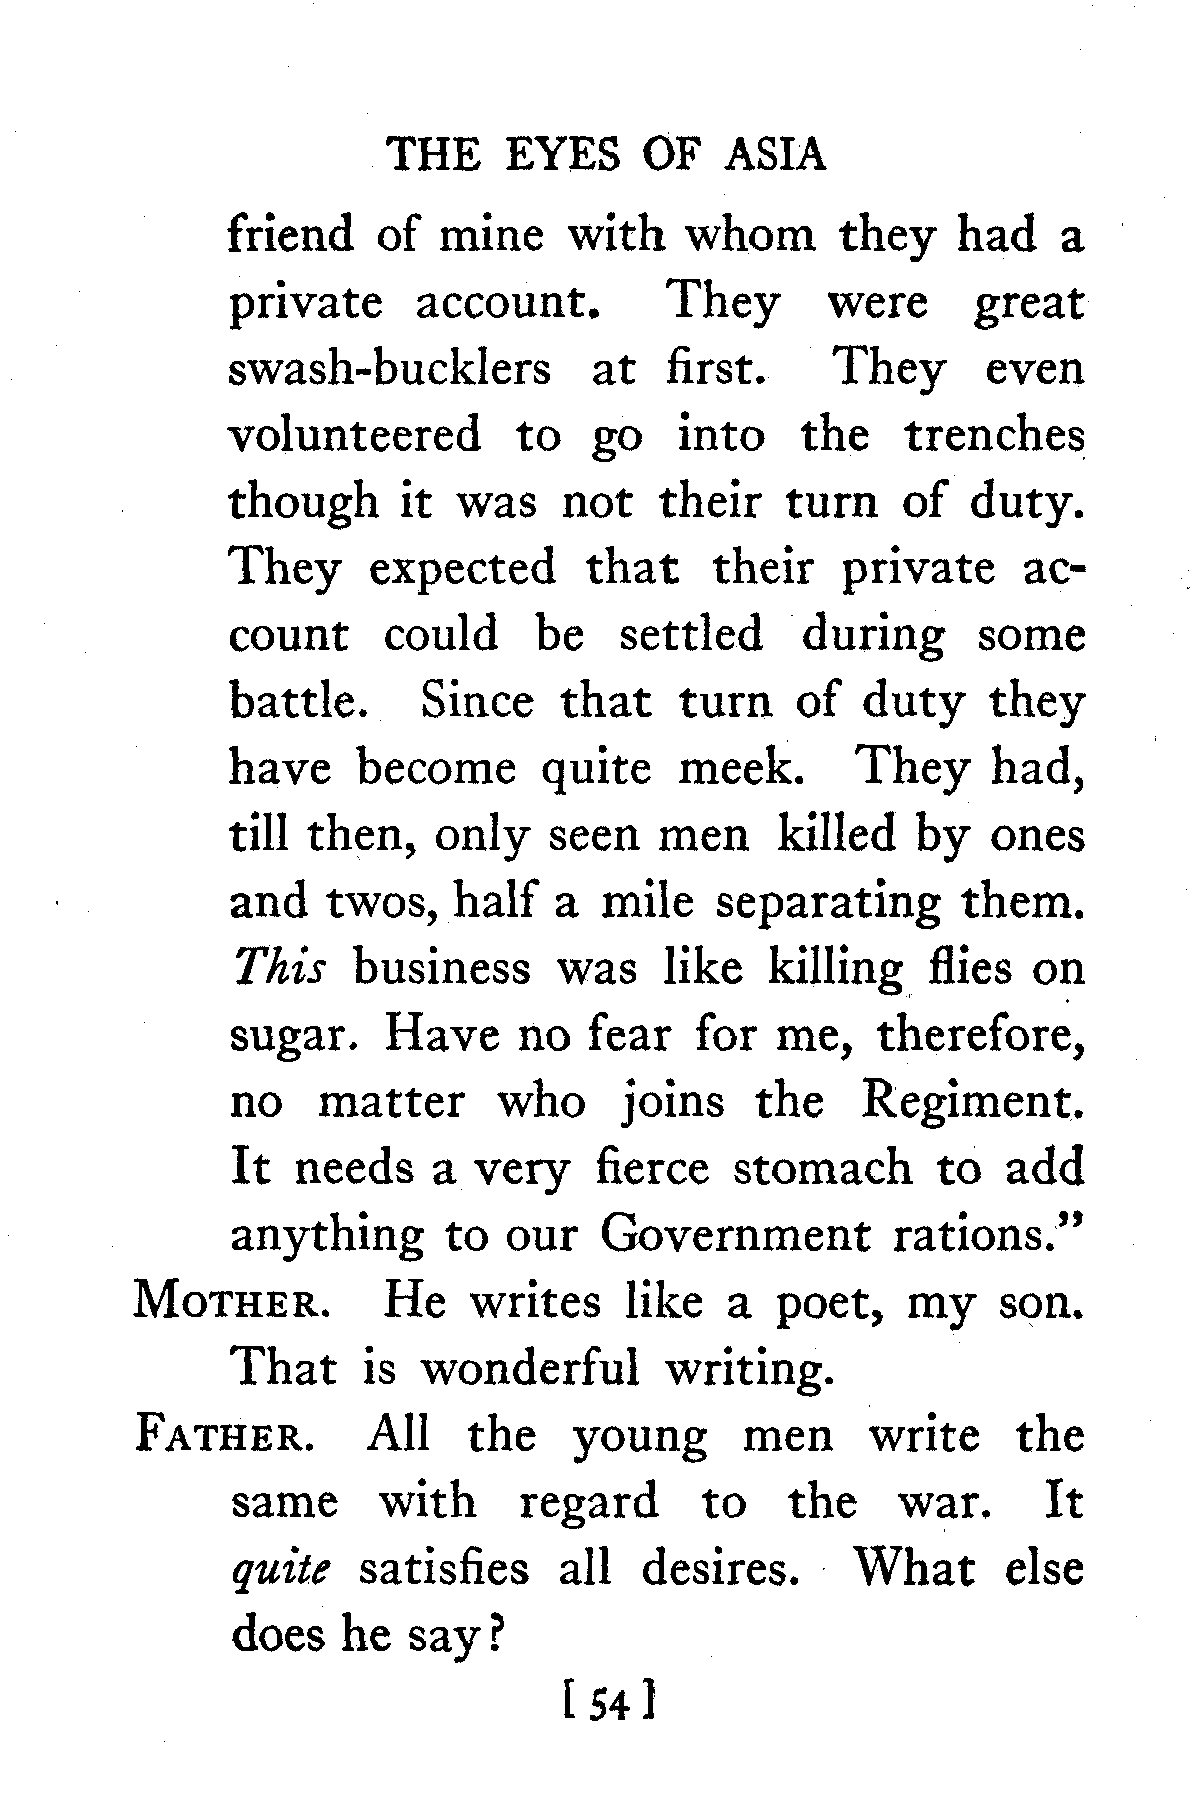 THE EYES OF ASIA
friend of mine with whom they had a
private account. They were great
swash-bucklers at first. They even
volunteered to go into the trenches
though it was not their turn of duty.
They expected that their private ac-
count could be settled during some
battle. Since that turn of duty they
have become quite meek. They had,
till then, only seen men killed by ones
and twos, half a mile separating them.
This business was like killing flies on
sugar. Have no fear for me, therefore,
no matter who joins the Regiment.
It needs a very fierce stomach to add
anything to our Government rations.”
MOTHER. He writes like a poet, my son.
That is wonderful writing.
FATHER. All the young men write the
same with regard to the war. It
quite satisfies all desires. What else
does he say?
[ 54 ]